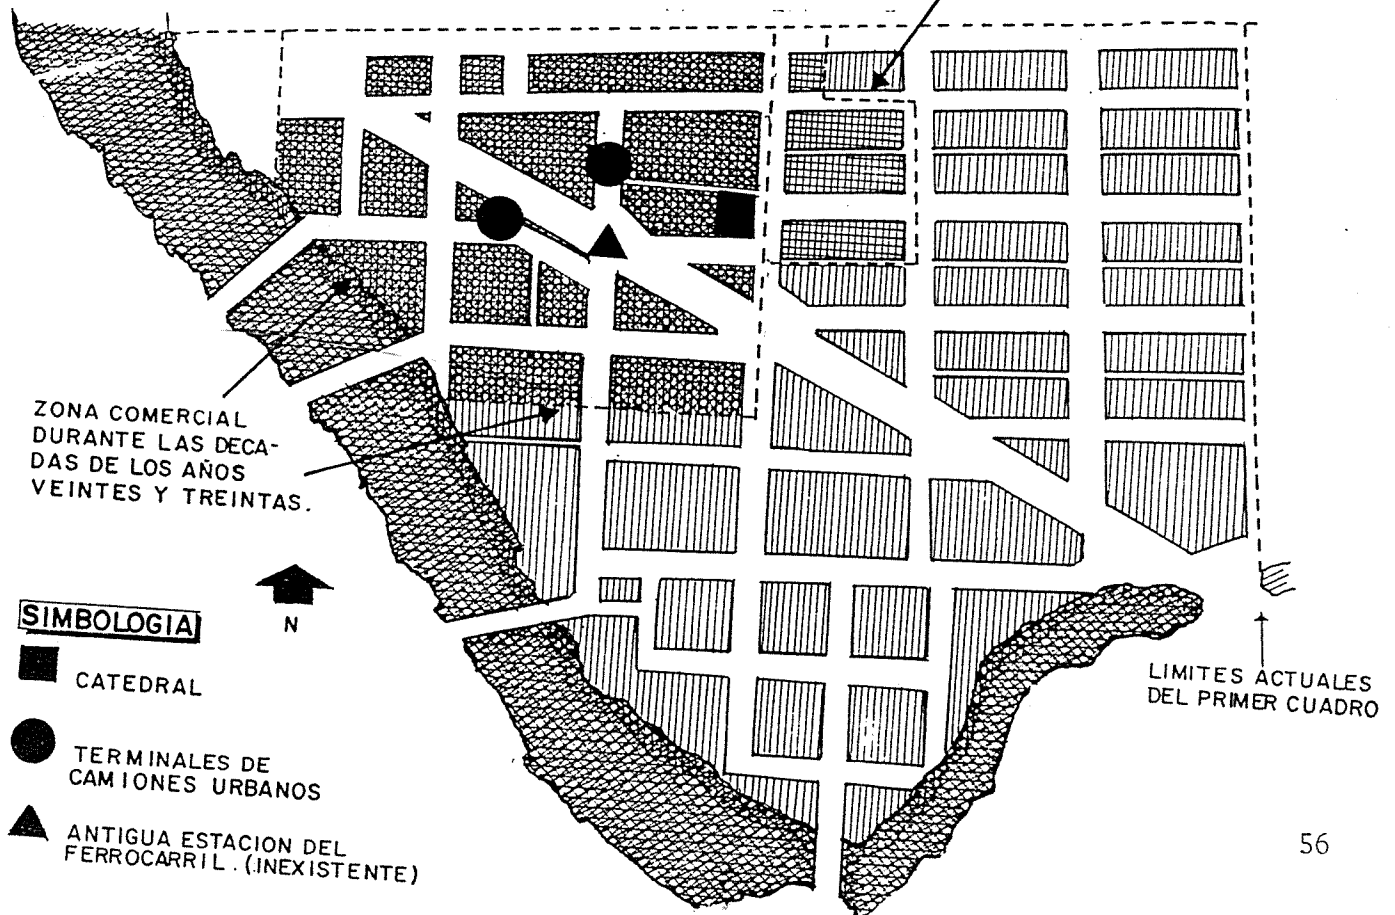 ZONA COMERCIAL
DURANTE LAS DECA-
DAS DE LOS AÑOS
VEINTES Y TREINTAS.
N
SIMBOLOGIA
CATEDRAL
TERMINALES DE
CAMIONES URBANOS
ANTIGUA ESTACION DEL
FERROCARRIL. (INEXISTENTE)
LIMITES ACTUALES
DEL PRIMER CUADRO
56